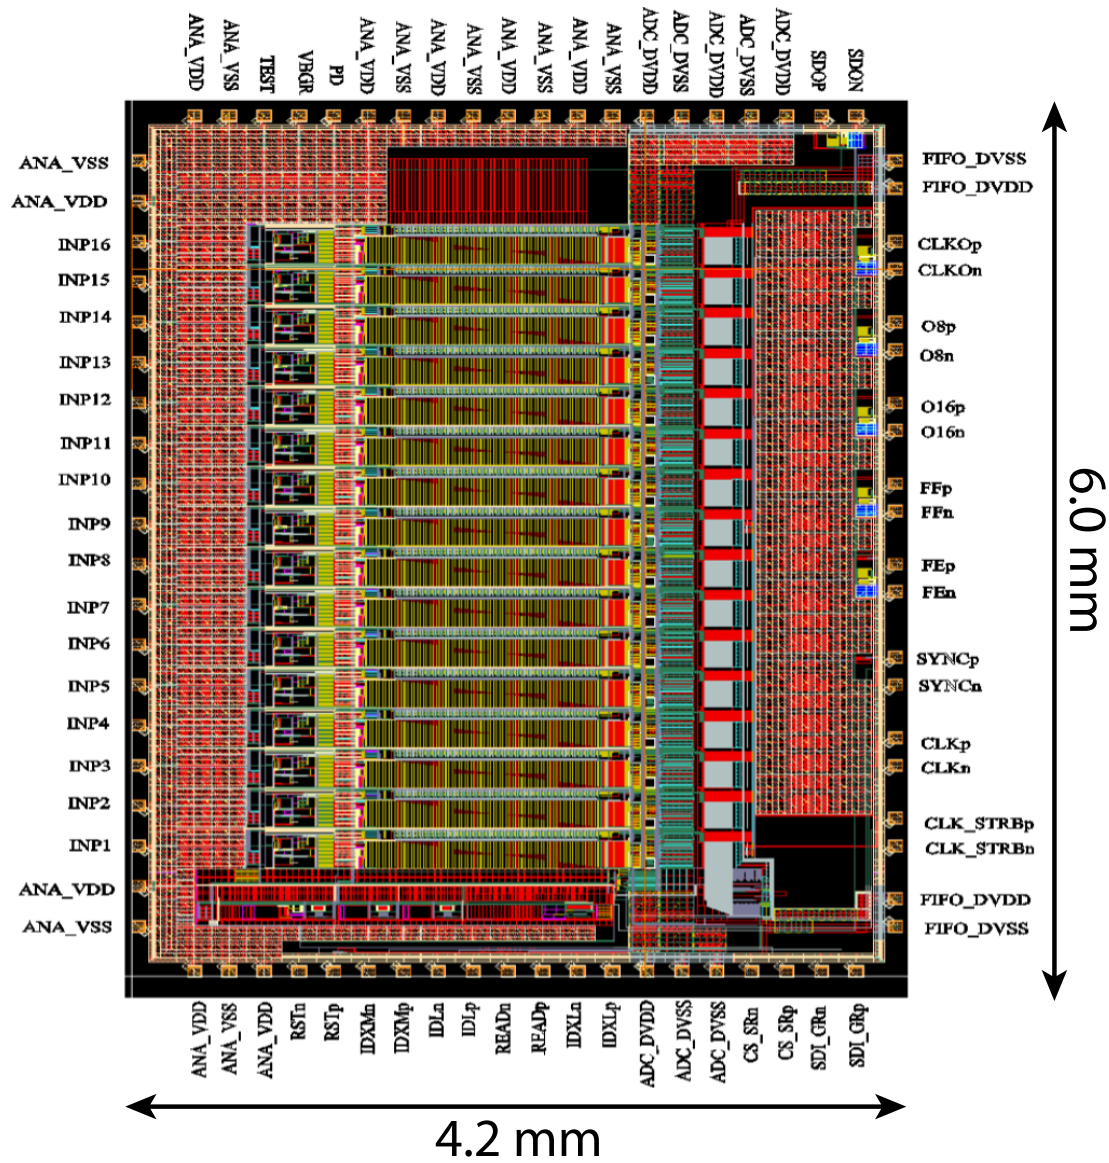 ANA_VDD
ANA_VSS
TEST
VBGR
PD
ANA_VDD
ANA_VSS
ANA_VDD
ANA_VSS
ANA_VDD
ANA_VSS
ANA_VDD
ANA_VSS
ADC_DVDD
ADC_DVSS
ADC_DVDD
ADC_DVSS
ADC_DVDD
SDOP
SDON
ANA_VSS
ANA_VDD
INP16
INP15
INP14
INP13
INP12
INP11
INP10
INP9
INP8
INP7
INP6
INP5
INP4
INP3
INP2
INP1
ANA_VDD
ANA_VSS
FIFO_DVSS
FIFO_DVDD
CLKOp
CLKOn
O8p
O8n
O16p
O16n
FFp
FFn
FEp
FEn
SYNCp
SYNCn
CLKp
CLKn
CLK_STRBp
CLK_STRBn
FIFO_DVDD
FIFO_DVSS
6.0 mm
ANA_VDD
ANA_VSS
ANA_VDD
RSTn
RSTp
IDXMn
IDXMp
IDLn
IDLp
READn
READp
IDXLn
IDXLp
ADC_DVDD
ADC_DVSS
ADC_DVSS
CS_SRn
CS_SRp
SDI_GRn
SDI_GRp
4.2 mm